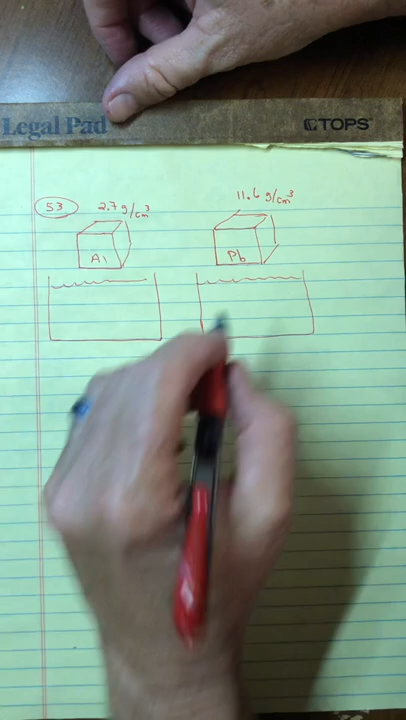 Legal Pad
TOPS
53
2.7 g/cm³
11.6 g/cm³
Al
Pb